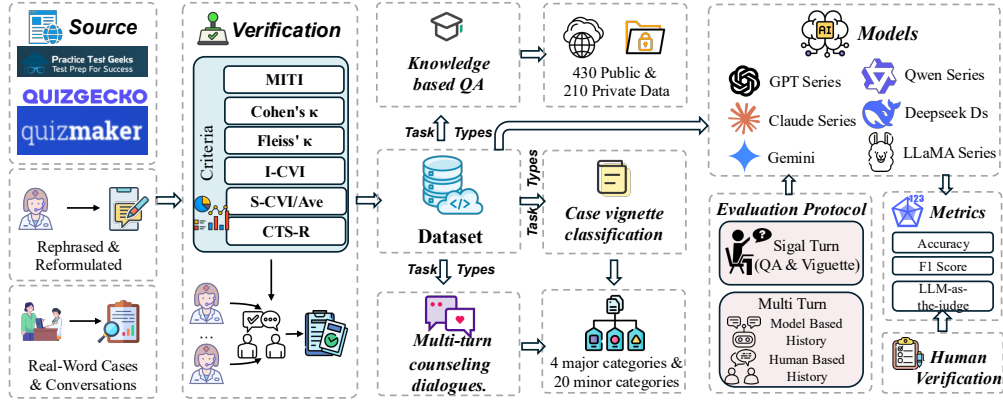 Source
Practice Test Geeks
Test Prep For Success
QUIZGECKO
quizmaker
Rephrased &
Reformulated
Real-Word Cases
& Conversations
Verification
Criteria
MITI
Cohen's κ
Fleiss' κ
I-CVI
S-CVI/Ave
CTS-R
...
Knowledge
based QA
430 Public &
210 Private Data
Task Types
Dataset
Task Types
Case vignette
classification
Task Types
Multi-turn
counseling
dialogues.
4 major categories &
20 minor categories
AI
Models
GPT Series
Qwen Series
Claude Series
Deepseek Ds
Gemini
LLaMA Series
Evaluation Protocol
?
Sigal Turn
(QA & Viguette)
Multi Turn
Model Based
History
Human Based
History
123
Metrics
Accuracy
F1 Score
LLM-as
-the-judge
Human
Verification